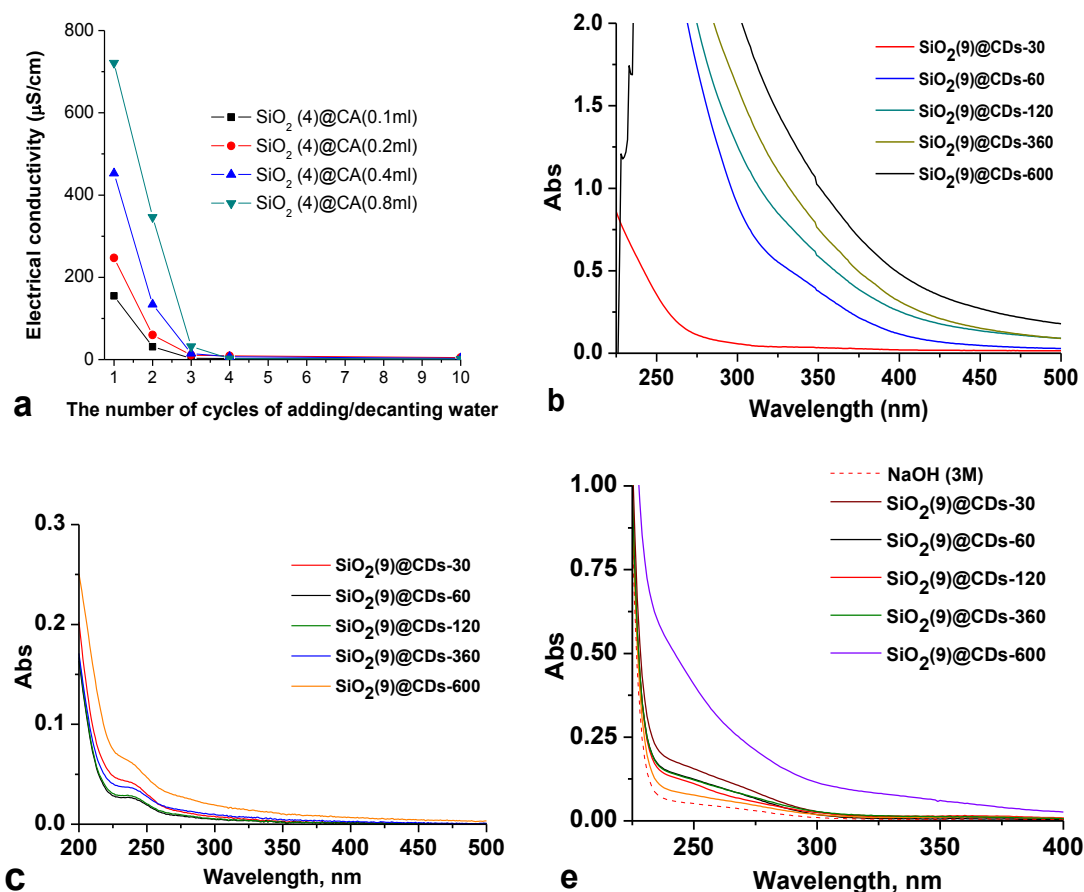 Electrical conductivity (µS/cm)
800
600
400
200
0
1 2 3 4 5 6 7 8 9 10
The number of cycles of adding/decanting water
SiO2 (4)@CA(0.1ml)
SiO2 (4)@CA(0.2ml)
SiO2 (4)@CA(0.4ml)
SiO2 (4)@CA(0.8ml)
a
Abs
2.0
1.5
1.0
0.5
0.0
250 300 350 400 450 500
Wavelength (nm)
SiO2(9)@CDs-30
SiO2(9)@CDs-60
SiO2(9)@CDs-120
SiO2(9)@CDs-360
SiO2(9)@CDs-600
b
Abs
0.3
0.2
0.1
0.0
200 250 300 350 400 450 500
Wavelength, nm
SiO2(9)@CDs-30
SiO2(9)@CDs-60
SiO2(9)@CDs-120
SiO2(9)@CDs-360
SiO2(9)@CDs-600
c
Abs
1.00
0.75
0.50
0.25
0.00
250 300 350 400
Wavelength, nm
NaOH (3M)
SiO2(9)@CDs-30
SiO2(9)@CDs-60
SiO2(9)@CDs-120
SiO2(9)@CDs-360
SiO2(9)@CDs-600
e